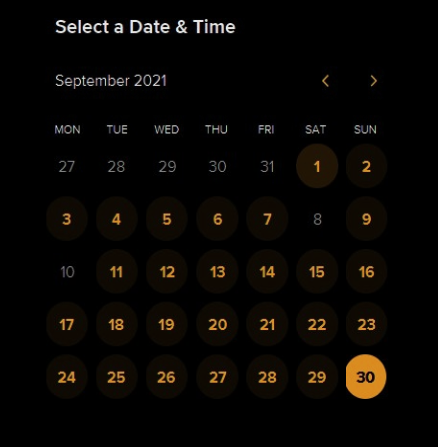 Select a Date & Time
September 2021
MON TUE WED THU FRI SAT SUN
27 28 29 30 31 1 2
3 4 5 6 7 8 9
10 11 12 13 14 15 16
17 18 19 20 21 22 23
24 25 26 27 28 29 30